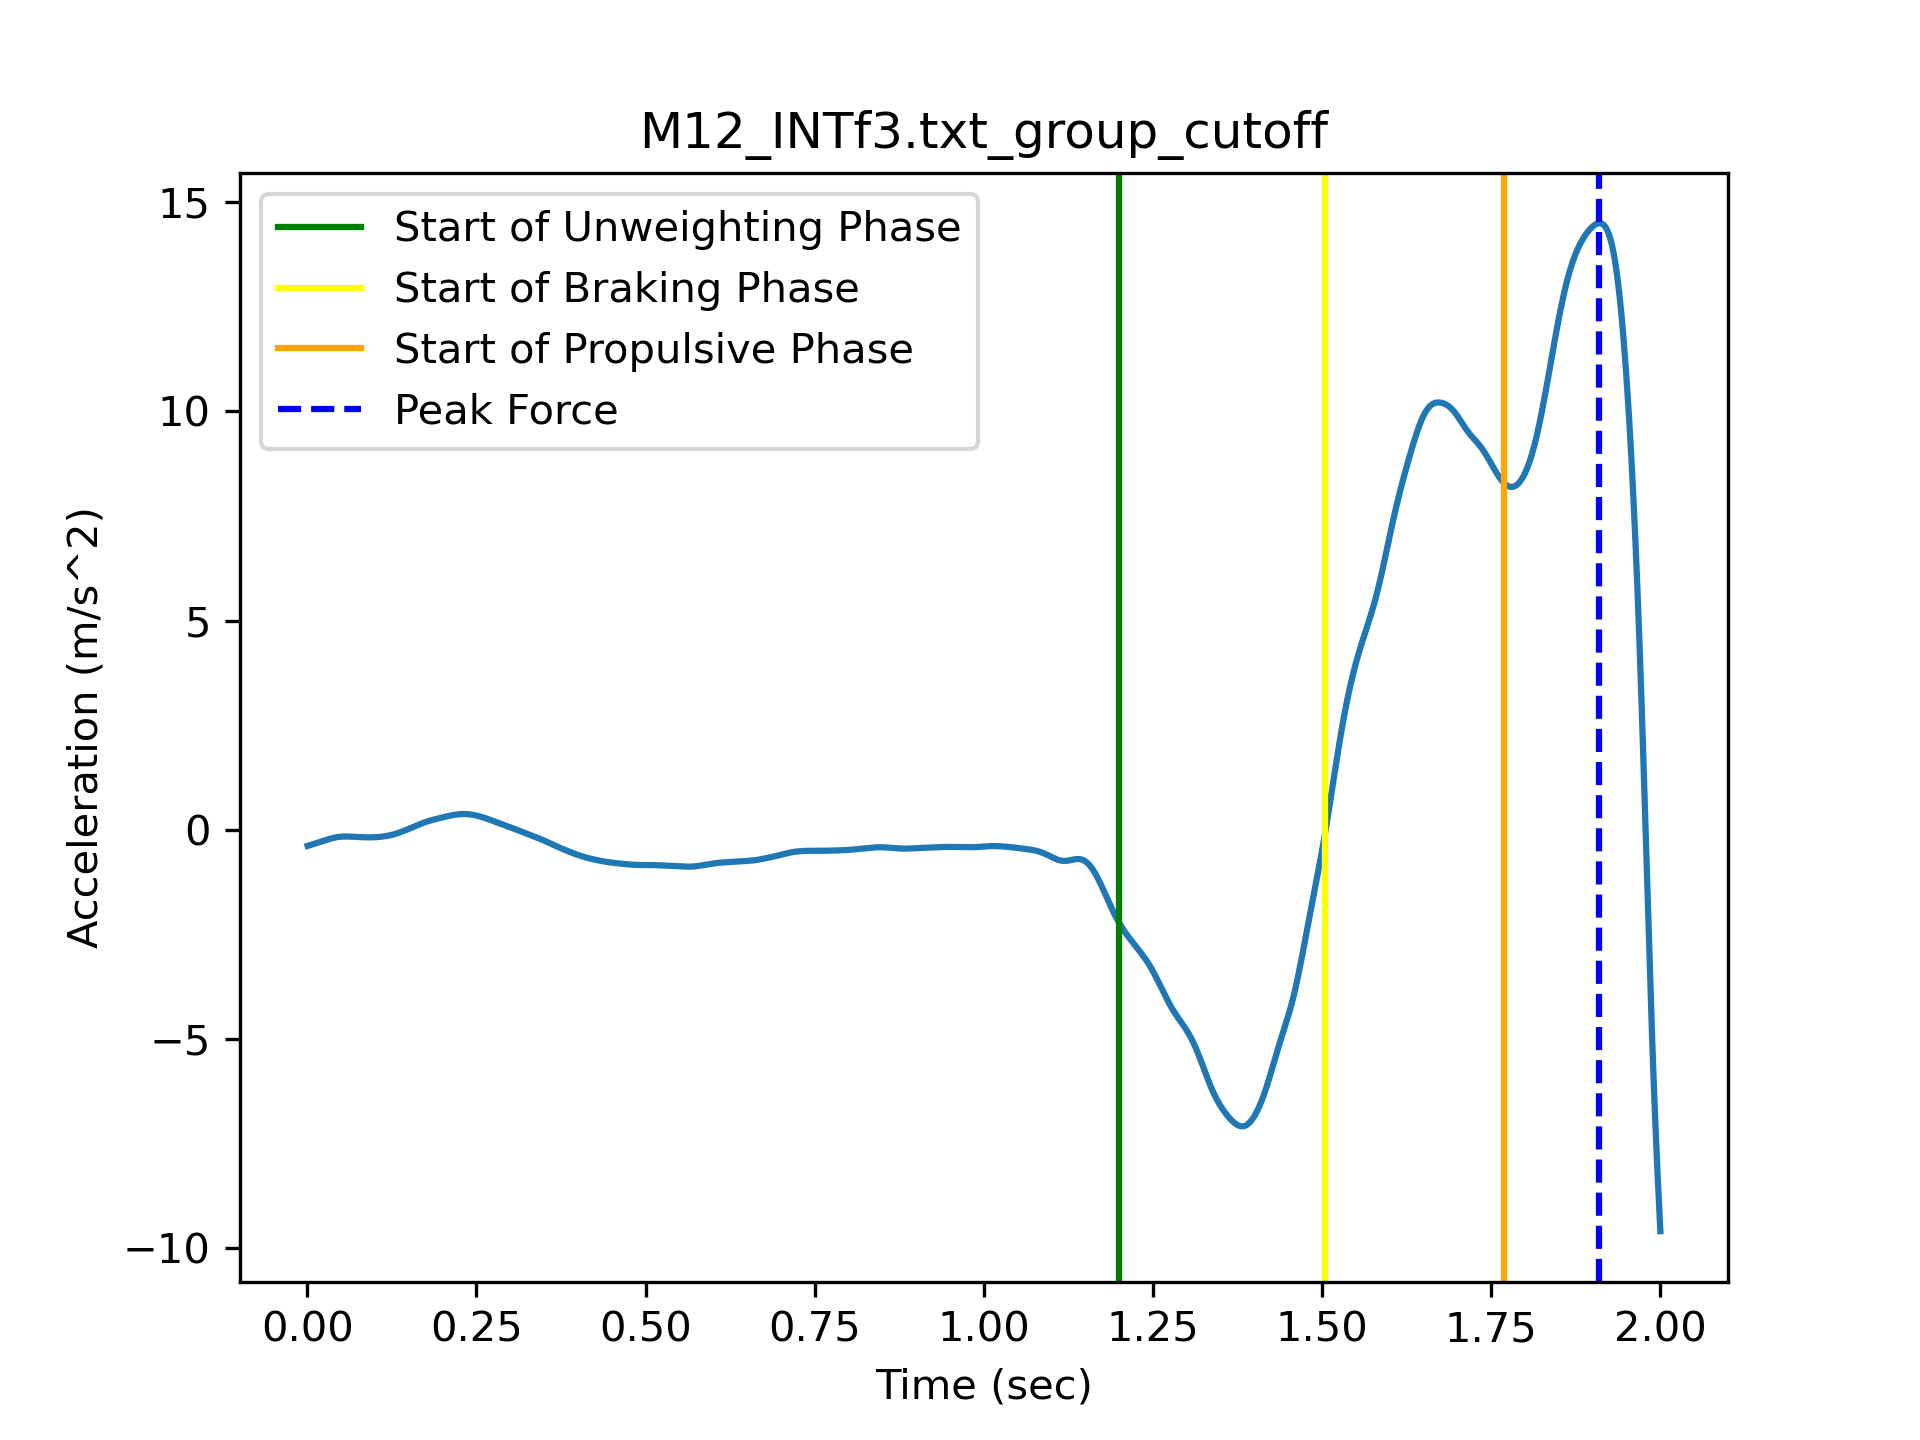 M12_INTf3.txt_group_cutoff
Start of Unweighting Phase
Start of Braking Phase
Start of Propulsive Phase
Peak Force
Acceleration (m/s^2)
15
10
5
0
−5
−10
0.00 0.25 0.50 0.75 1.00 1.25 1.50 1.75 2.00
Time (sec)